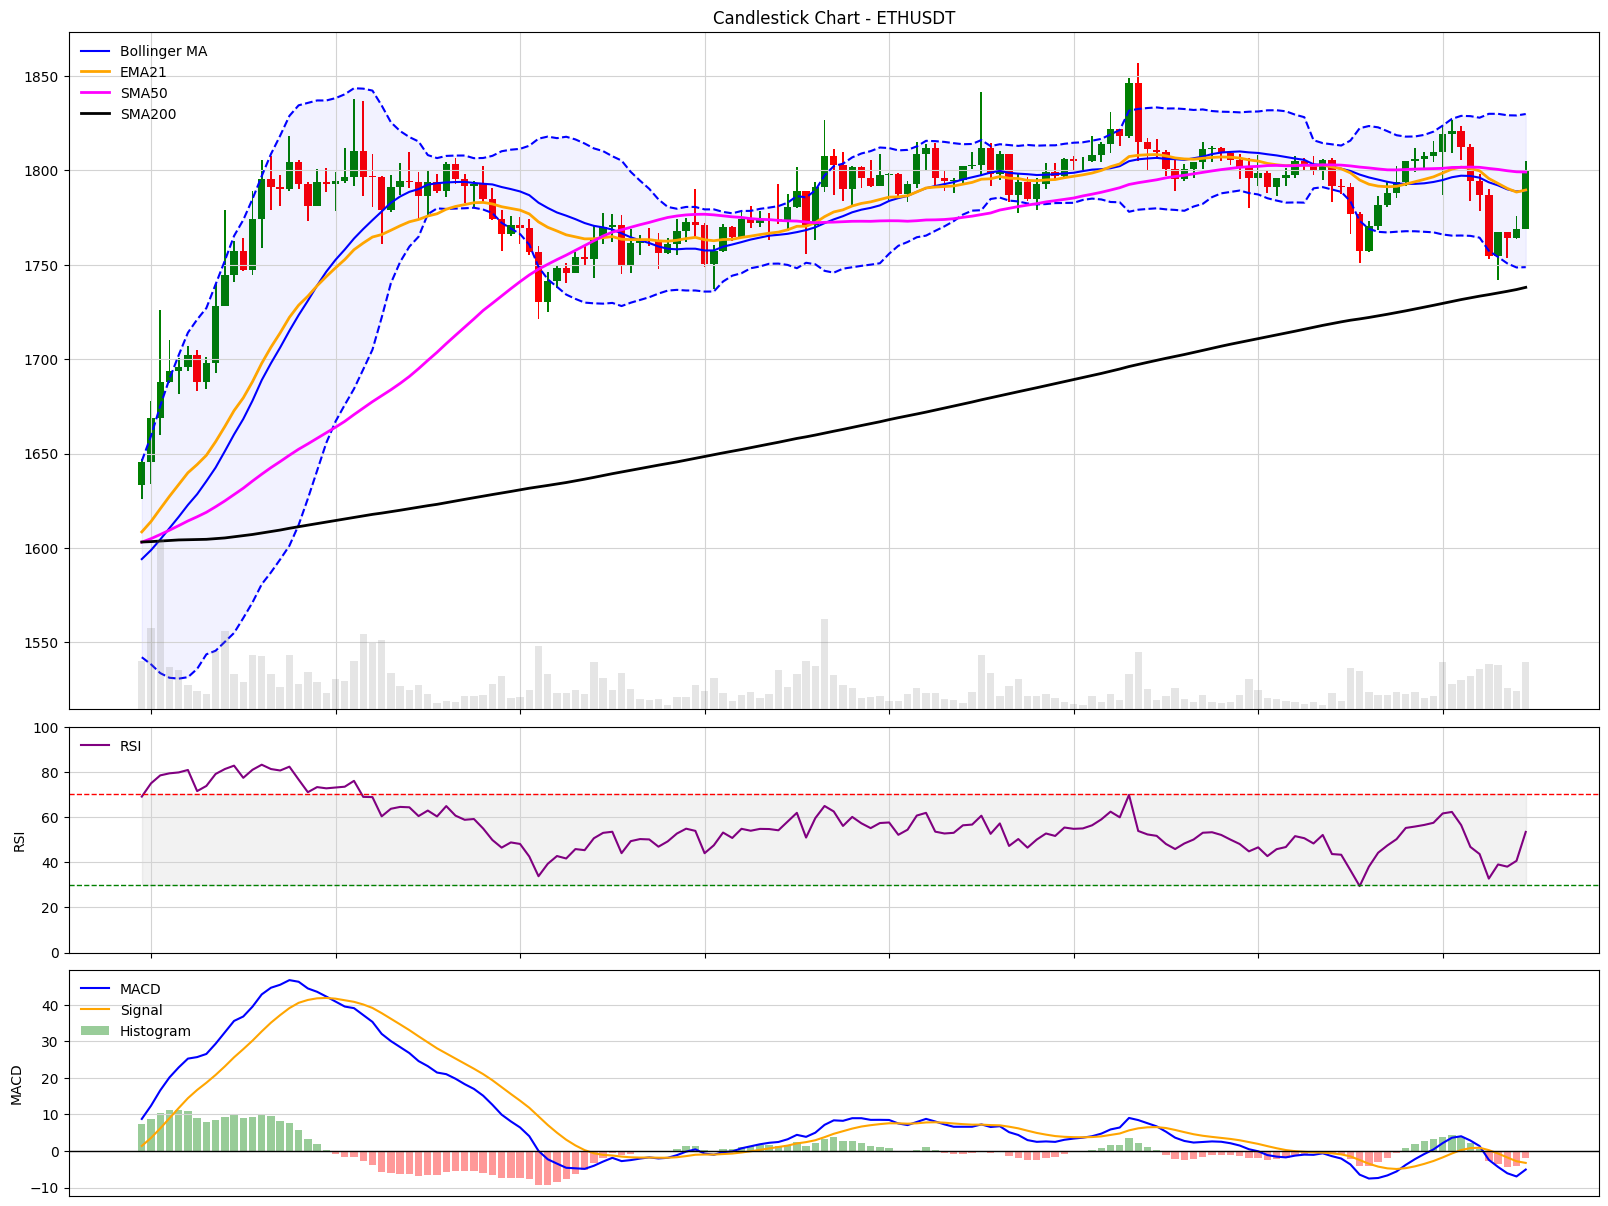 Candlestick Chart - ETHUSDT
Bollinger MA
EMA21
SMA50
SMA200
1850
1800
1750
1700
1650
1600
1550
RSI
100
80
60
40
20
0
RSI
MACD
Signal
Histogram
40
30
20
10
0
−10
MACD